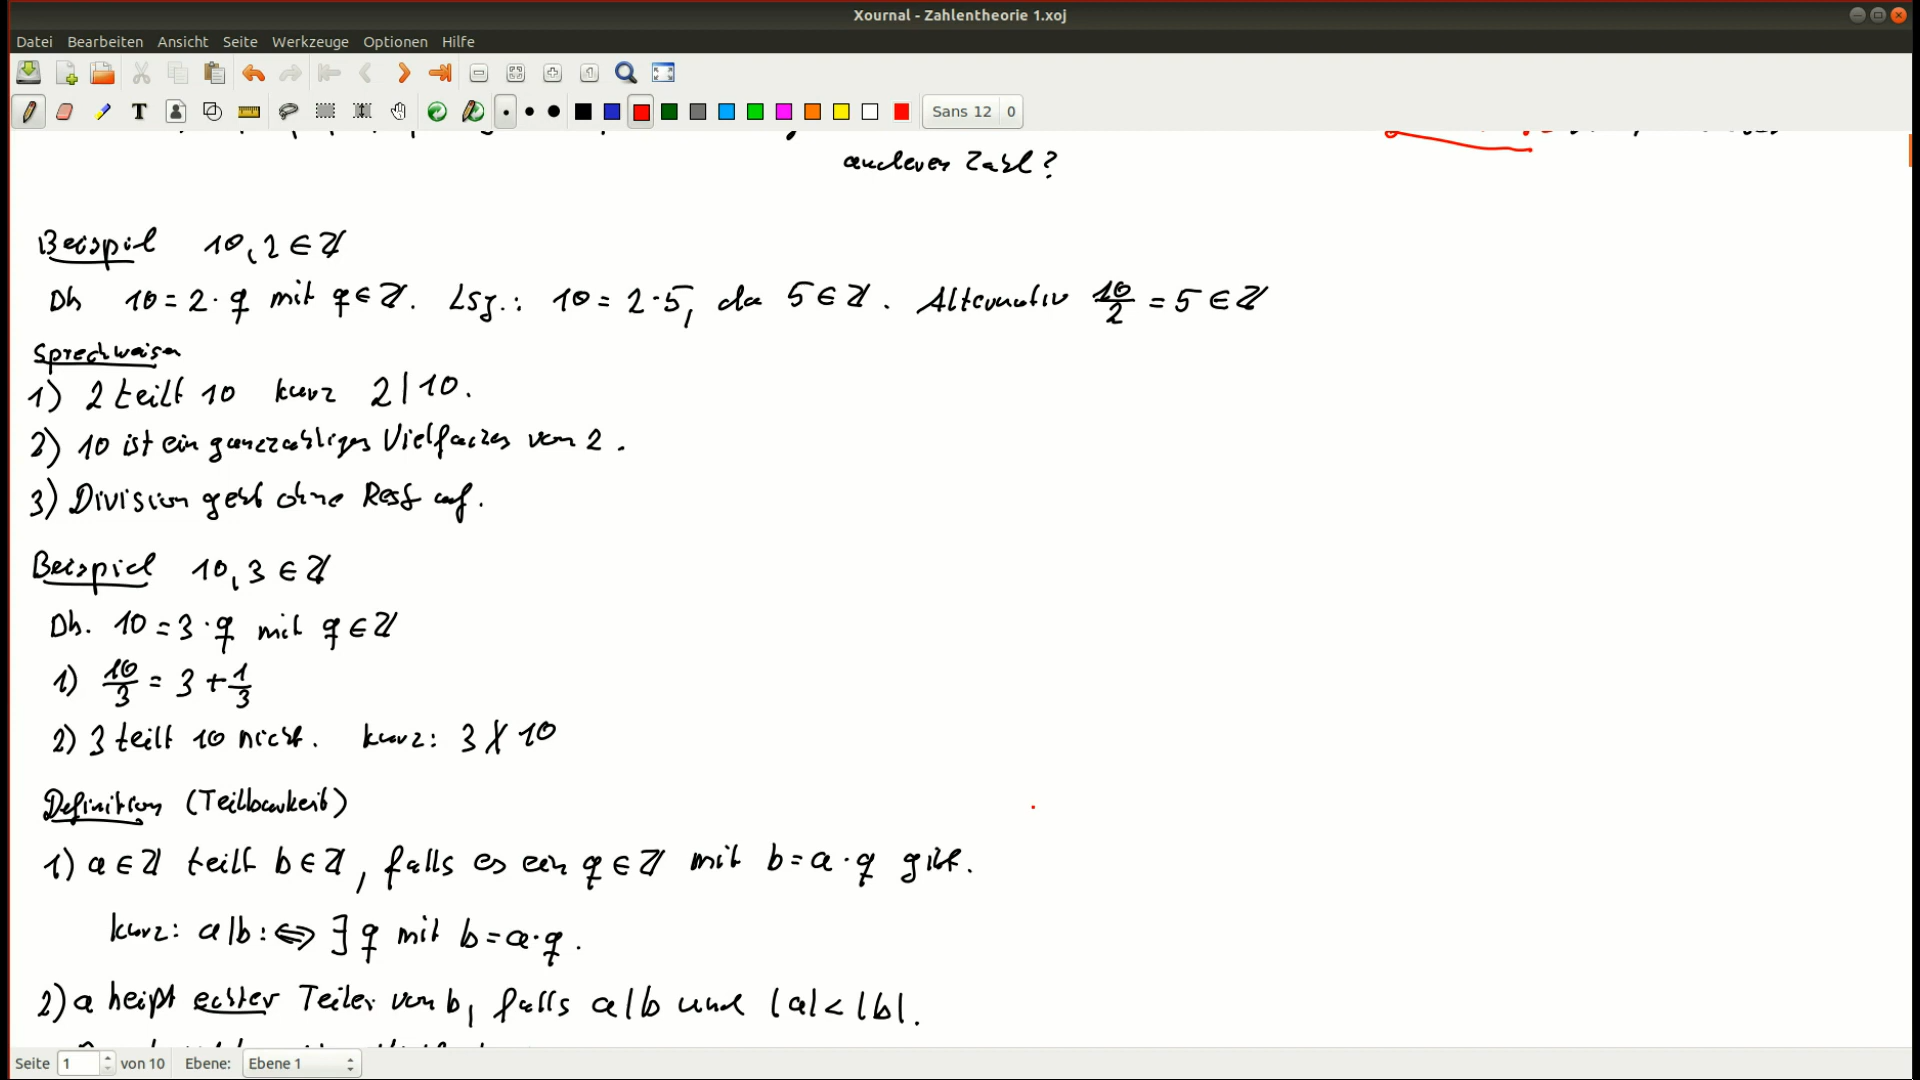 Xournal - Zahlentheorie 1.xoj
Datei Bearbeiten Ansicht Seite Werkzeuge Optionen Hilfe
Sans 12 0
anderen Zahl?
Beispiel 10, 2 ∈ ℤ
Dh 10 = 2 · q mit q ∈ ℤ. Lsg.: 10 = 2 · 5, da 5 ∈ ℤ. Alternativ 10/2 = 5 ∈ ℤ
Sprechweisen
1) 2 teilt 10 kurz 2 | 10.
2) 10 ist ein ganzzahliges Vielfaches von 2.
3) Division geht ohne Rest auf.
Beispiel 10, 3 ∈ ℤ
Dh. 10 = 3 · q mit q ∈ ℤ
1) 10/3 = 3 + 1/3
2) 3 teilt 10 nicht. kurz: 3 ∤ 10
Definition (Teilbarkeit)
1) a ∈ ℤ teilt b ∈ ℤ, falls es ein q ∈ ℤ mit b = a · q gibt.
kurz: a|b :⟺ ∃ q mit b = a · q.
2) a heißt echter Teiler von b, falls a|b und |a| < |b|.
Seite 1 von 10 Ebene: Ebene 1